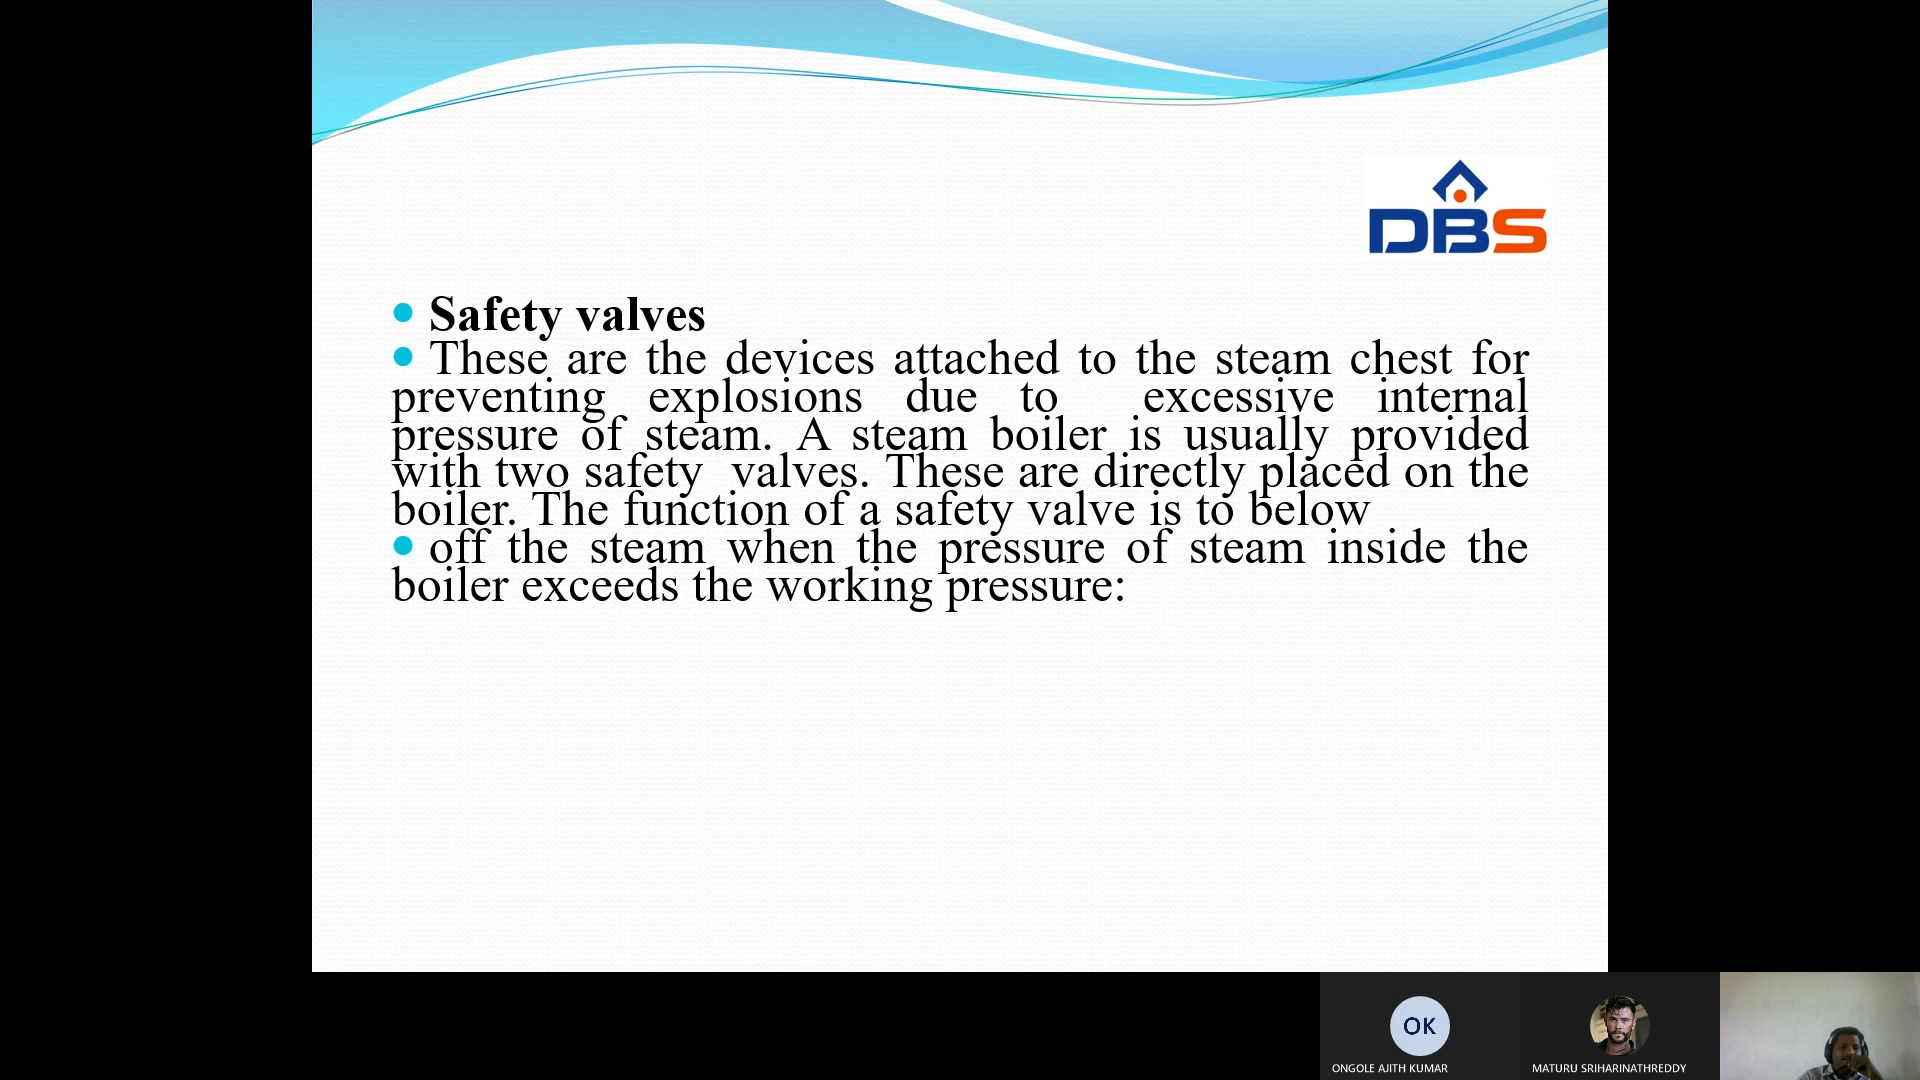 DBS
Safety valves
These are the devices attached to the steam chest for
preventing explosions due to excessive internal
pressure of steam. A steam boiler is usually provided
with two safety valves. These are directly placed on the
boiler. The function of a safety valve is to below
off the steam when the pressure of steam inside the
boiler exceeds the working pressure:
OK
ONGOLE AJITH KUMAR
MATURU SRIHARINATHREDDY